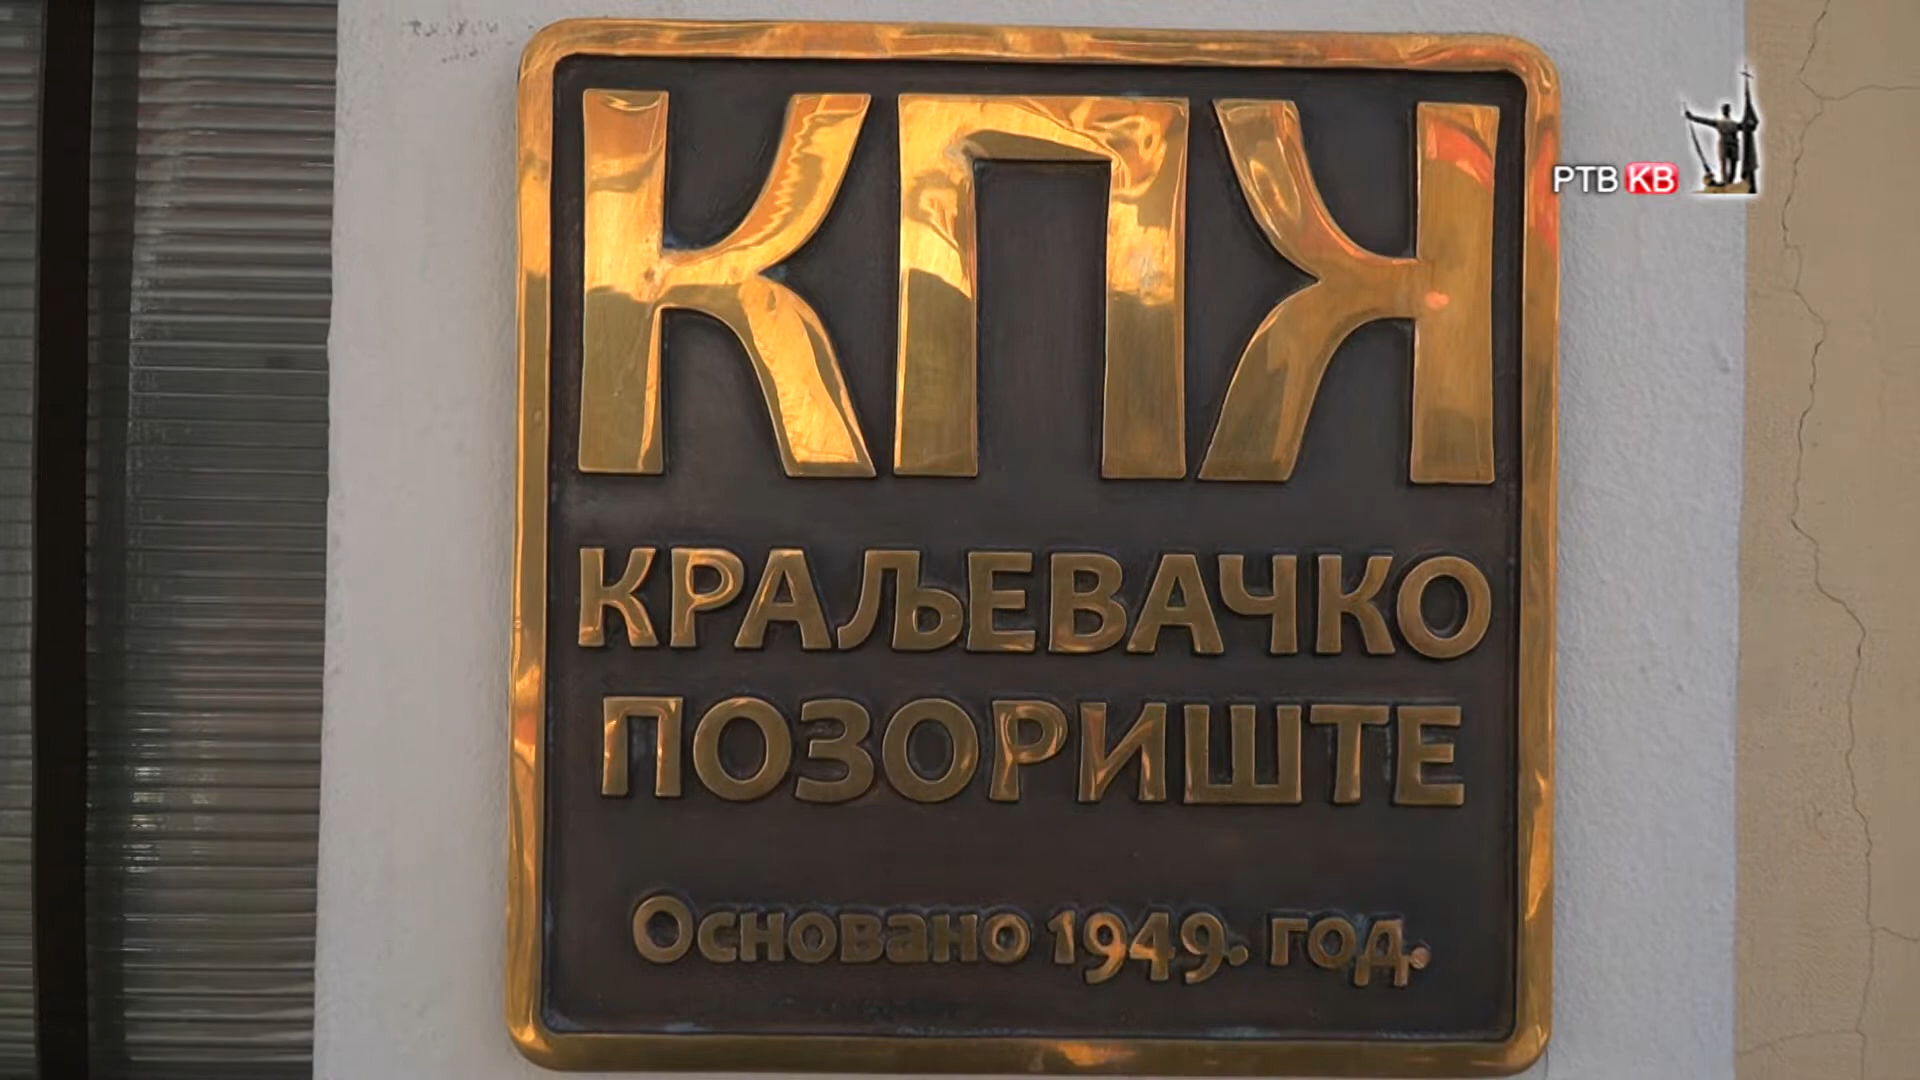 КПК
РТВ КВ
КРАЉЕВАЧКО
ПОЗОРИШТЕ
Основано 1949. год.